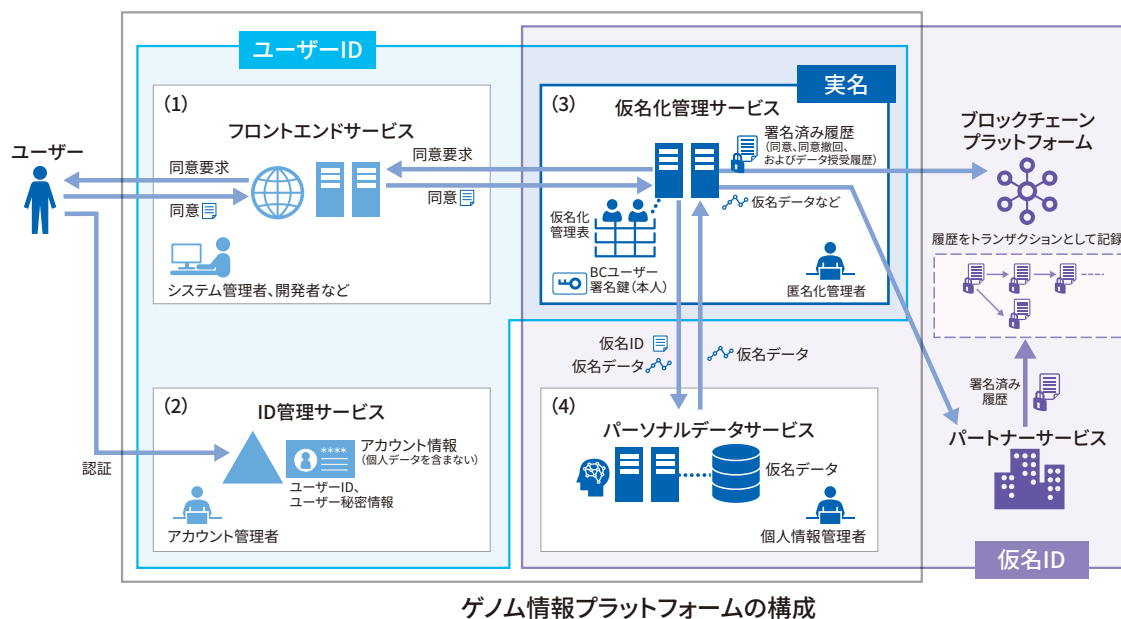 ユーザーID
実名
ユーザー
(1)
フロントエンドサービス
同意要求
同意
システム管理者、開発者など
同意要求
同意
(3)
仮名化管理サービス
署名済み履歴
(同意、同意撤回、
およびデータ授受履歴)
仮名データなど
仮名化
管理表
BCユーザー
署名鍵(本人)
匿名化管理者
ブロックチェーン
プラットフォーム
履歴をトランザクションとして記録
署名済み
履歴
パートナーサービス
仮名ID
仮名データ
仮名データ
認証
(2)
ID管理サービス
****
アカウント情報
(個人データを含まない)
ユーザーID、
ユーザー秘密情報
アカウント管理者
(4)
パーソナルデータサービス
仮名データ
個人情報管理者
仮名ID
ゲノム情報プラットフォームの構成